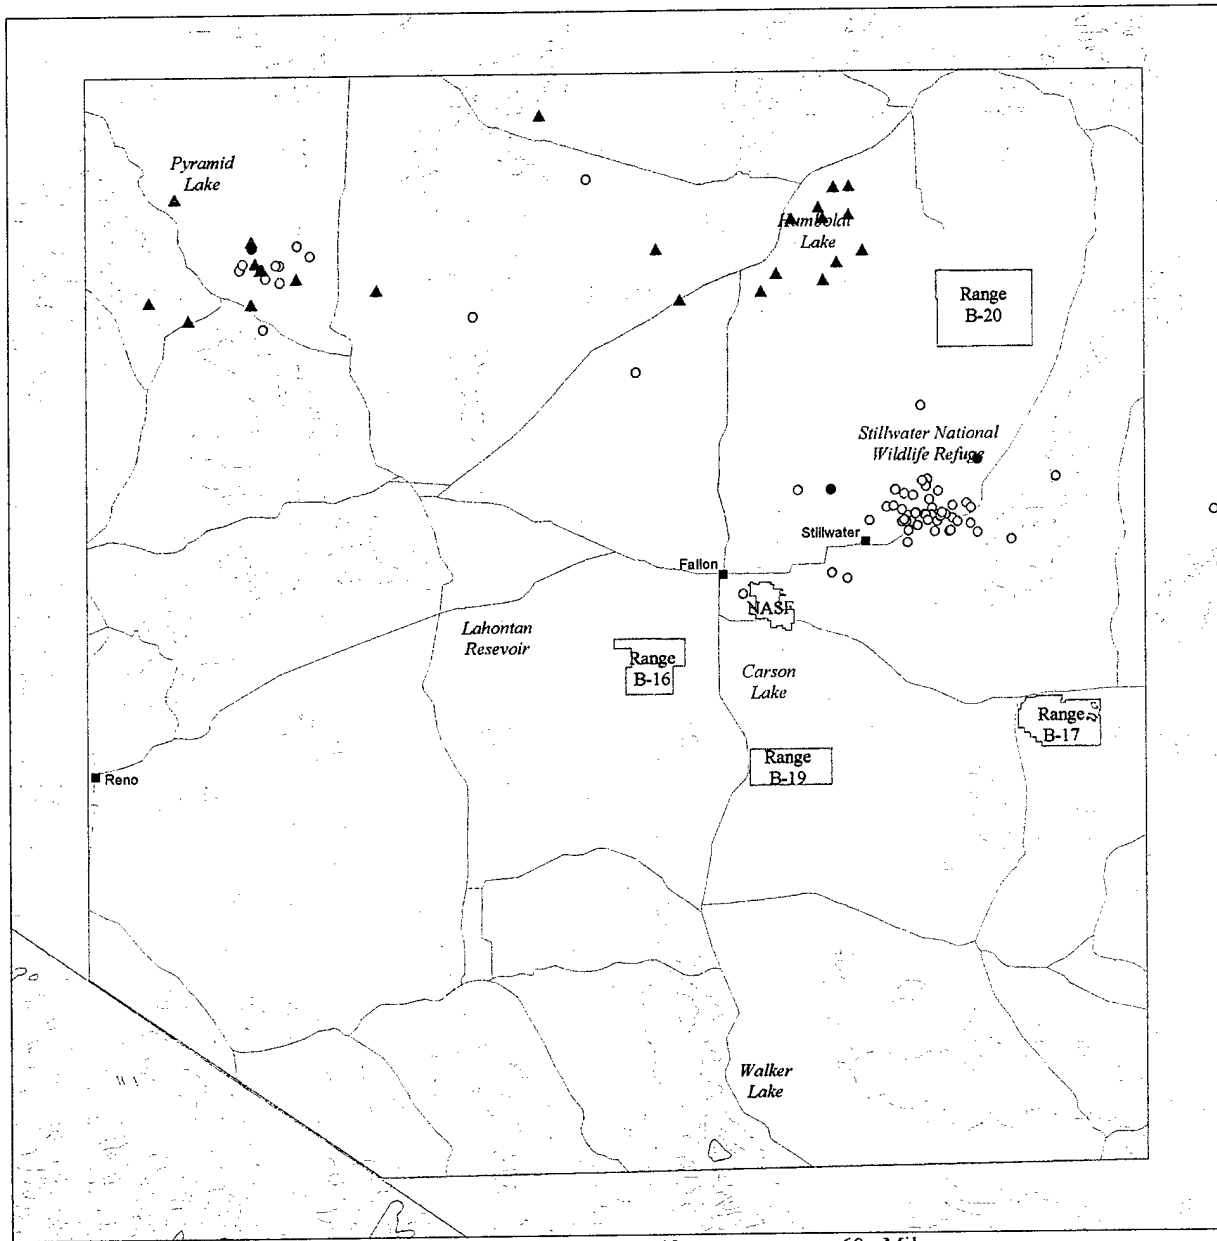 Pyramid
Lake
Humboldt
Lake
Range
B-20
Stillwater National
Wildlife Refuge
Stillwater
Fallon
NASF
Lahontan
Resevoir
Range
B-16
Carson
Lake
Range
B-17
Range
B-19
Reno
Walker
Lake